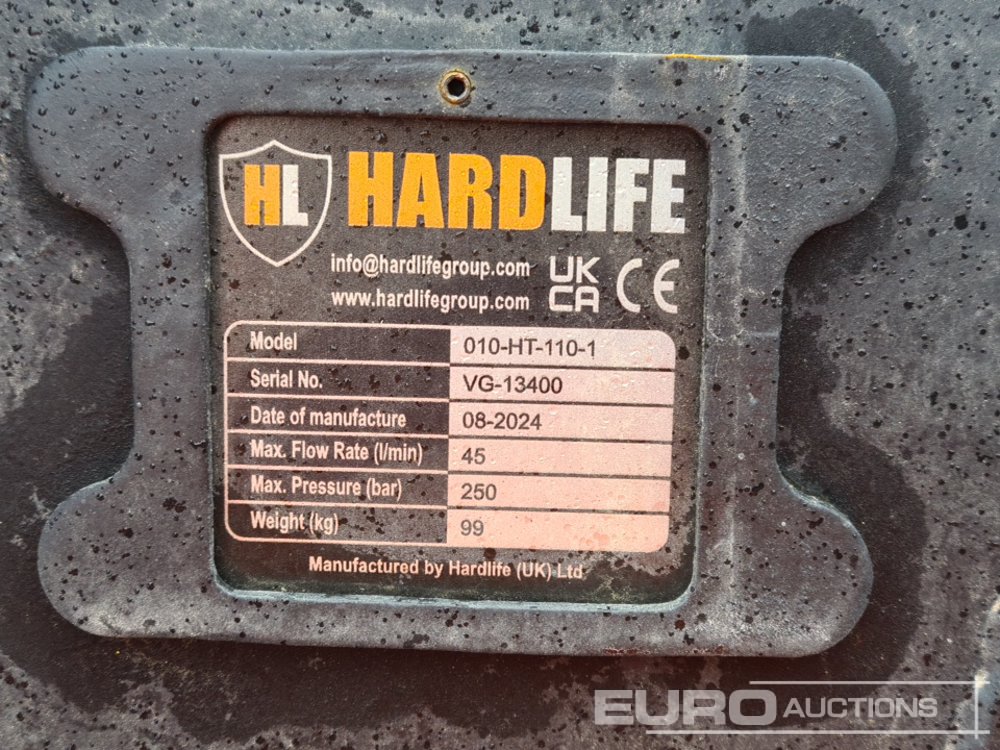 HL HARDLIFE
info@hardlifegroup.com
www.hardlifegroup.com
UK
CA CE
Model 010-HT-110-1
Serial No. VG-13400
Date of manufacture 08-2024
Max. Flow Rate (l/min) 45
Max. Pressure (bar) 250
Weight (kg) 99
Manufactured by Hardlife (UK) Ltd
EURO AUCTIONS